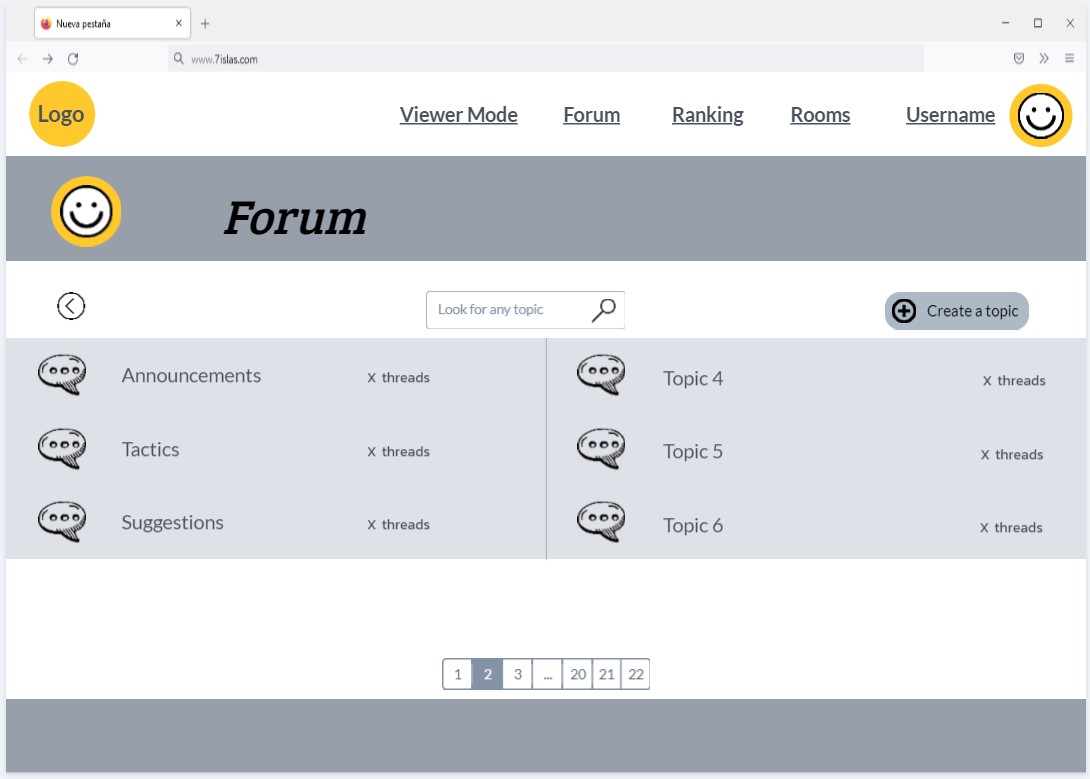 Nueva pestaña
www.7islas.com
Logo
Viewer Mode Forum Ranking Rooms Username
Forum
Look for any topic
Create a topic
Announcements X threads
Topic 4 X threads
Tactics X threads
Topic 5 X threads
Suggestions X threads
Topic 6 X threads
1 2 3 ... 20 21 22